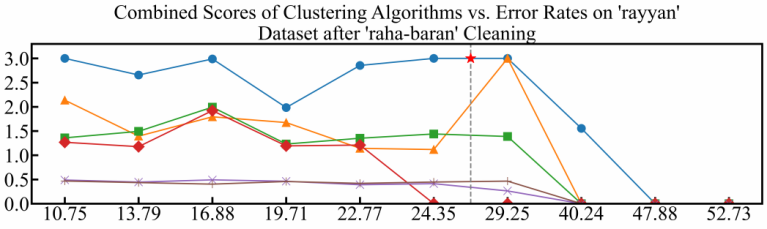 Combined Scores of Clustering Algorithms vs. Error Rates on 'rayyan'
Dataset after 'raha-baran' Cleaning
3.0
2.5
2.0
1.5
1.0
0.5
0.0
10.75 13.79 16.88 19.71 22.77 24.35 29.25 40.24 47.88 52.73